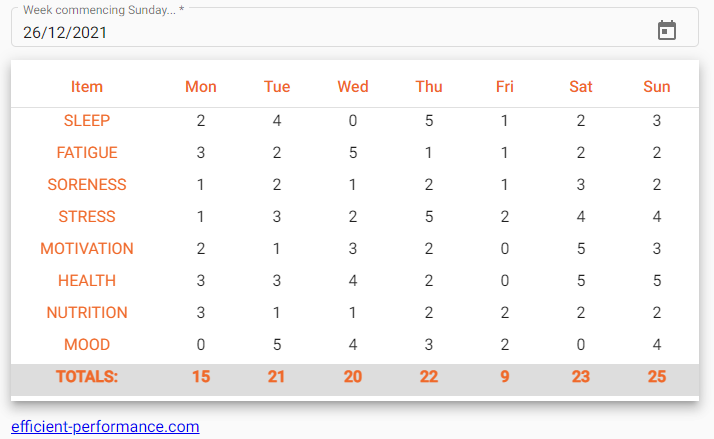 Week commencing Sunday... *
26/12/2021
Item Mon Tue Wed Thu Fri Sat Sun
SLEEP 2 4 0 5 1 2 3
FATIGUE 3 2 5 1 1 2 2
SORENESS 1 2 1 2 1 3 2
STRESS 1 3 2 5 2 4 4
MOTIVATION 2 1 3 2 0 5 3
HEALTH 3 3 4 2 0 5 5
NUTRITION 3 1 1 2 2 2 2
MOOD 0 5 4 3 2 0 4
TOTALS: 15 21 20 22 9 23 25
efficient-performance.com